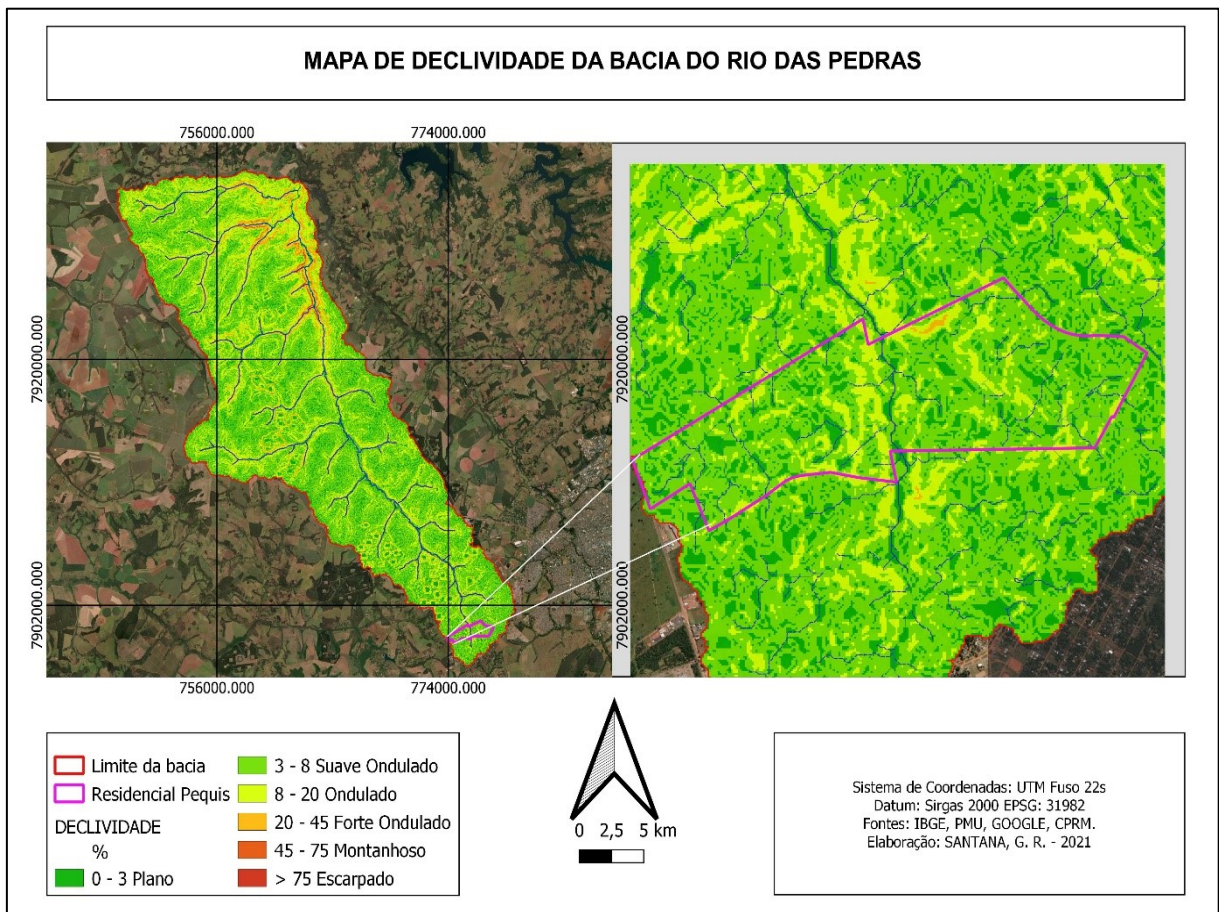 MAPA DE DECLIVIDADE DA BACIA DO RIO DAS PEDRAS
756000.000
774000.000
7920000.000
7920000.000
7902000.000
7902000.000
756000.000
774000.000
Limite da bacia
Residencial Pequis
DECLIVIDADE
%
0 - 3 Plano
3 - 8 Suave Ondulado
8 - 20 Ondulado
20 - 45 Forte Ondulado
45 - 75 Montanhoso
> 75 Escarpado
0 2,5 5 km
Sistema de Coordenadas: UTM Fuso 22s
Datum: Sirgas 2000 EPSG: 31982
Fontes: IBGE, PMU, GOOGLE, CPRM.
Elaboração: SANTANA, G. R. - 2021